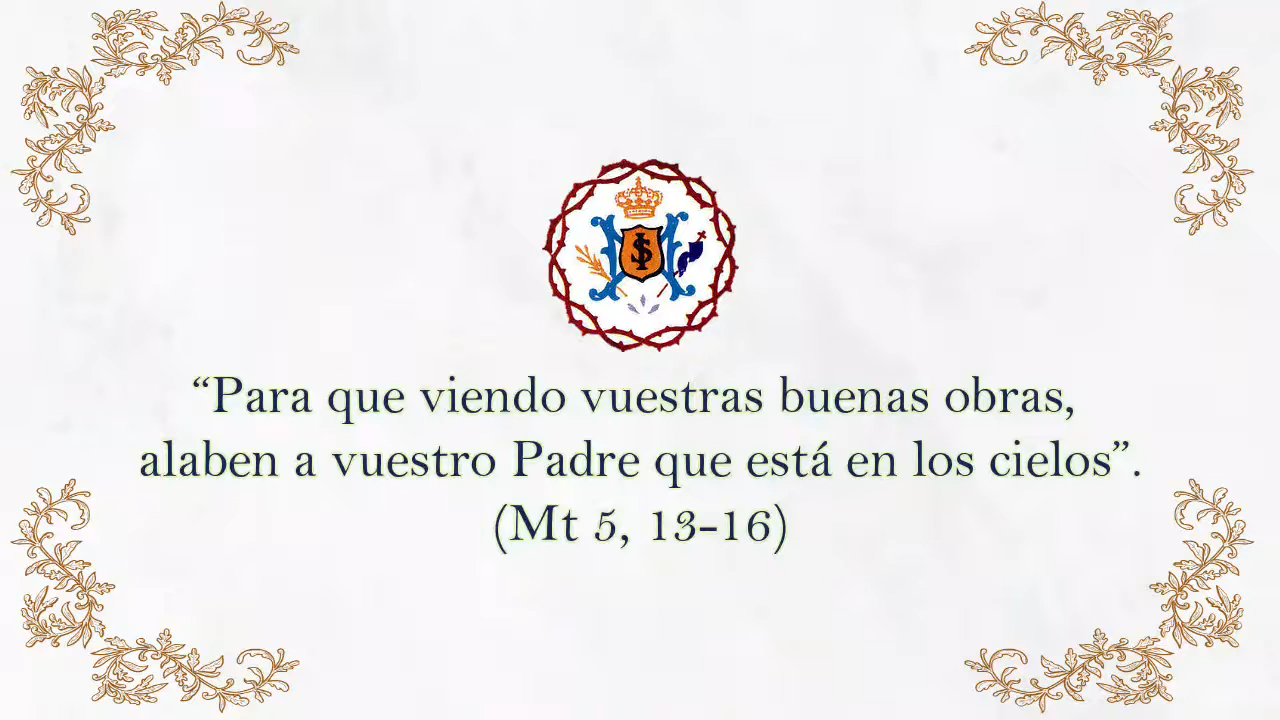 “Para que viendo vuestras buenas obras,
alaben a vuestro Padre que está en los cielos”.
(Mt 5, 13-16)